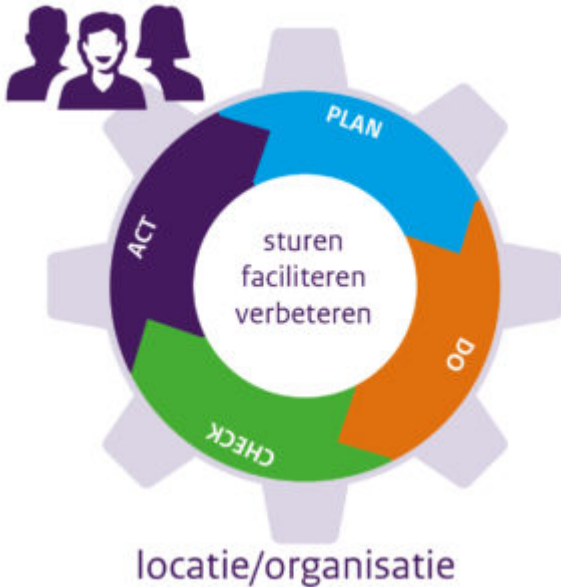 PLAN
DO
CHECK
ACT
sturen
faciliteren
verbeteren
locatie/organisatie